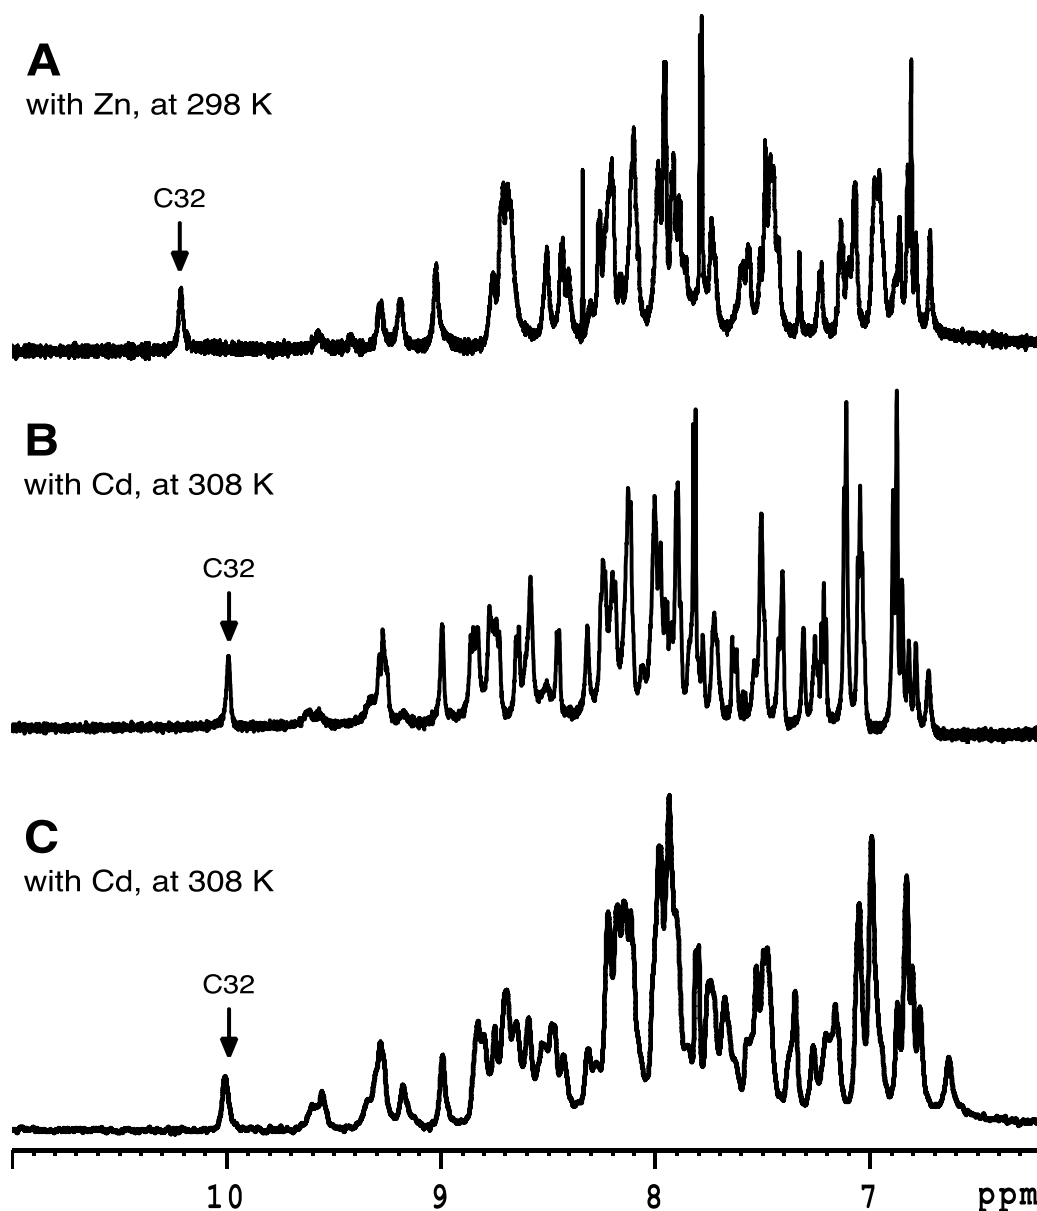 A
with Zn, at 298 K
C32
B
with Cd, at 308 K
C32
C
with Cd, at 308 K
C32
10 9 8 7 ppm